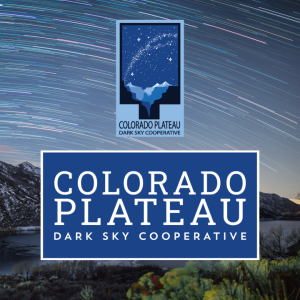 COLORADO PLATEAU
DARK SKY COOPERATIVE
COLORADO
PLATEAU
DARK SKY COOPERATIVE